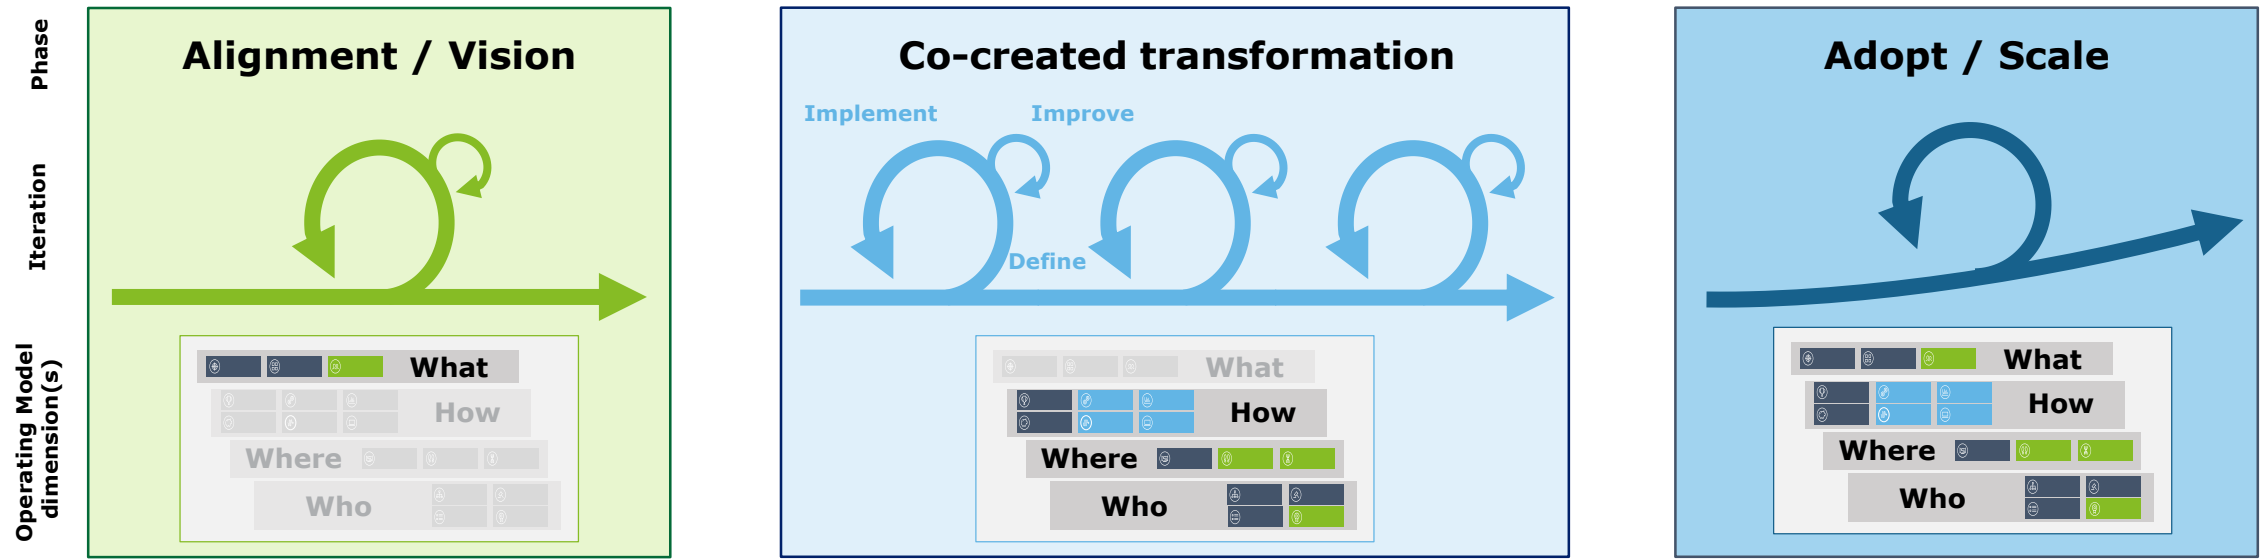 Phase
Alignment / Vision
Co-created transformation
Adopt / Scale
Iteration
Implement
Improve
Define
Operating Model
dimension(s)
What
How
Where
Who
What
How
Where
Who
What
How
Where
Who